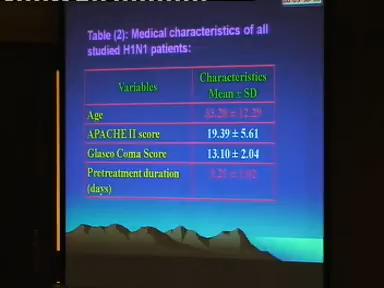 Table (2): Medical characteristics of all
studied H1N1 patients:
Variables
Characteristics
Mean ± SD
Age
APACHE II score
19.39 ± 5.61
Glasco Coma Score
13.10 ± 2.04
Pretreatment duration
(days)